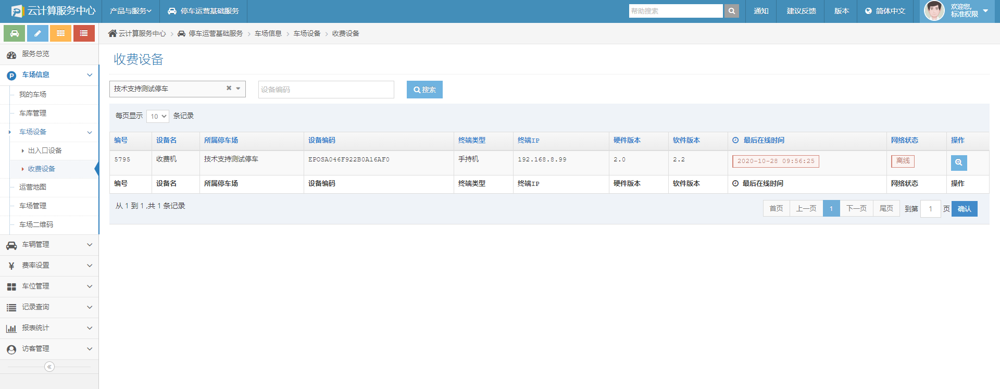 云计算服务中心 产品与服务 停车运营基础服务 帮助搜索 通知 建议反馈 版本 简体中文 欢迎您, 标准权限
云计算服务中心 停车运营基础服务 车场信息 车场设备 收费设备
服务总览
车场信息
我的车场
车库管理
车场设备
出入口设备
收费设备
运营地图
车场管理
车场二维码
车辆管理
费率设置
车位管理
记录查询
报表统计
访客管理
收费设备
技术支持测试停车 设备编码 搜索
每页显示 10 条记录
编号 设备名 所属停车场 设备编码 终端类型 终端IP 硬件版本 软件版本 最后在线时间 网络状态 操作
5795 收费机 技术支持测试停车 EPOSA046F922B0A16AF0 手持机 192.168.8.99 2.0 2.2 2020-10-28 09:56:25 离线
编号 设备名 所属停车场 设备编码 终端类型 终端IP 硬件版本 软件版本 最后在线时间 网络状态 操作
从 1 到 1 ,共 1 条记录 首页 上一页 1 下一页 尾页 到第 1 页 确认